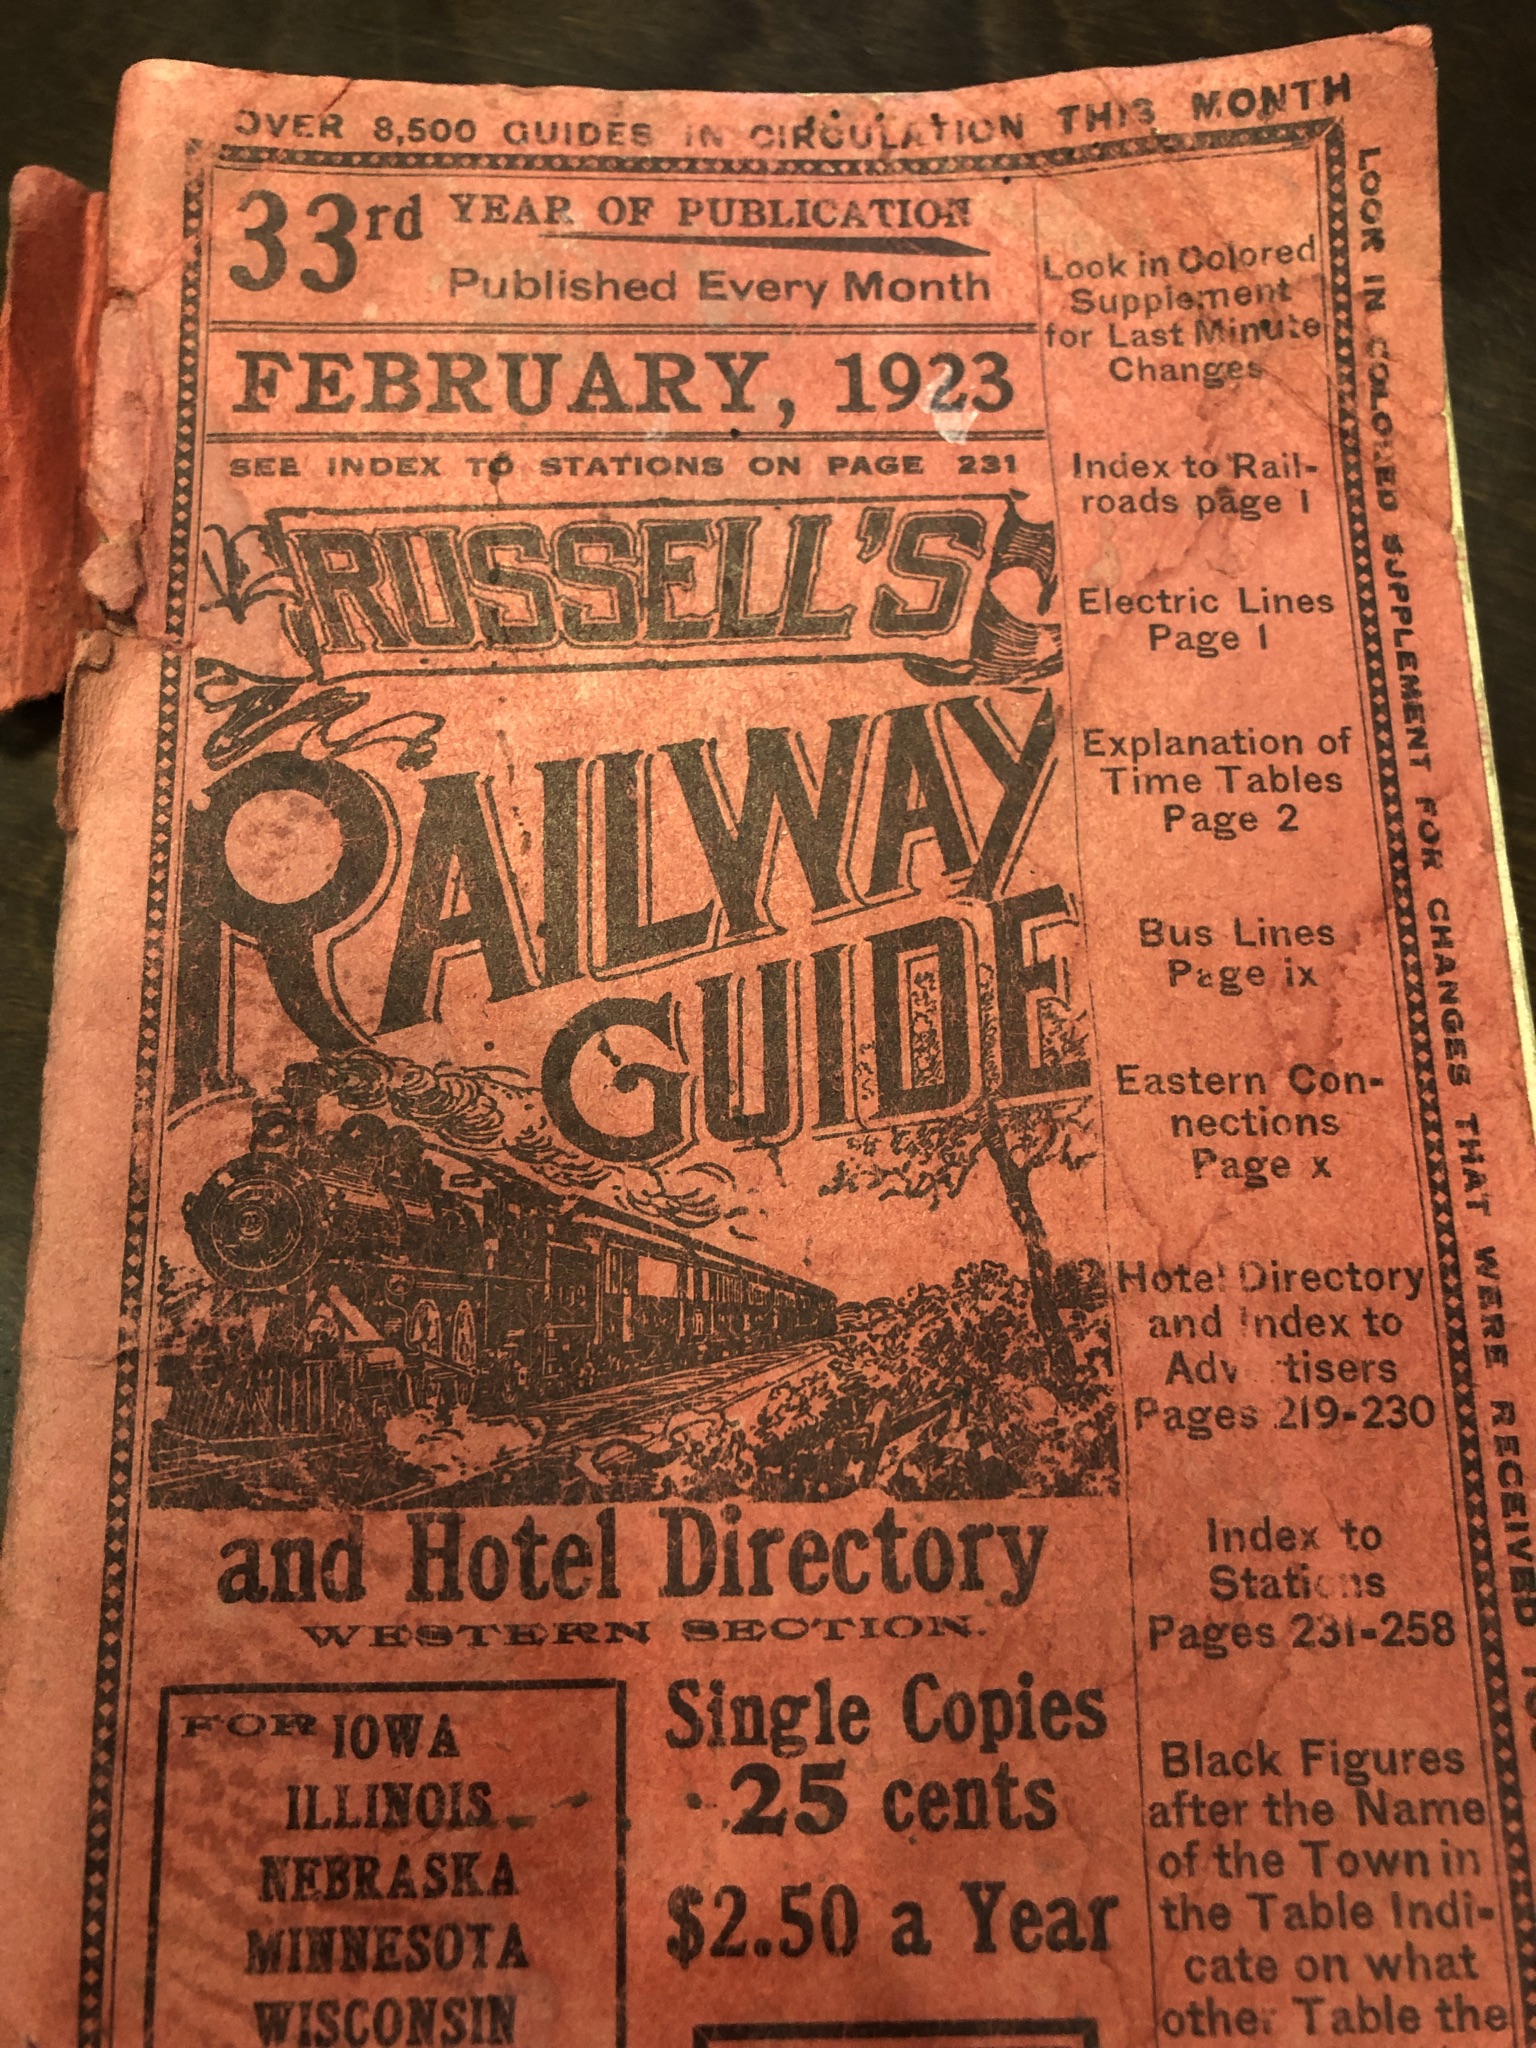 OVER 8,500 GUIDES IN CIRCULATION THIS MONTH
33rd YEAR OF PUBLICATION
Published Every Month
FEBRUARY, 1923
SEE INDEX TO STATIONS ON PAGE 231
RUSSELL'S
RAILWAY
GUIDE
and Hotel Directory
WESTERN SECTION.
FOR IOWA
ILLINOIS
NEBRASKA
MINNESOTA
WISCONSIN
Single Copies
25 cents
$2.50 a Year
Look in Colored
Supplement
for Last Minute
Changes
Index to Rail-
roads page 1
Electric Lines
Page 1
Explanation of
Time Tables
Page 2
Bus Lines
Page ix
Eastern Con-
nections
Page x
Hotel Directory
and Index to
Advertisers
Pages 219-230
Index to
Stations
Pages 231-258
Black Figures
after the Name
of the Town in
the Table Indi-
cate on what
other Table the
LOOK IN COLORED SUPPLEMENT FOR CHANGES THAT WERE RECEIVED